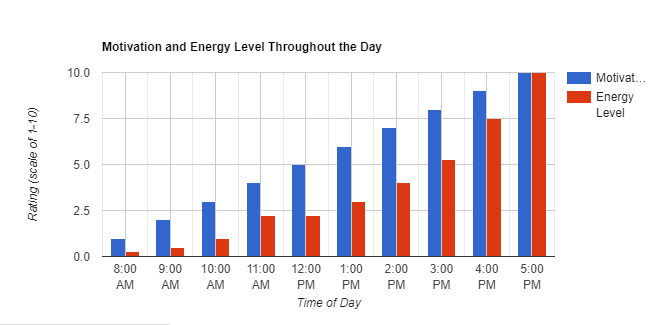 Motivation and Energy Level Throughout the Day
10.0
7.5
5.0
2.5
0.0
Rating (scale of 1-10)
8:00 AM
9:00 AM
10:00 AM
11:00 AM
12:00 PM
1:00 PM
2:00 PM
3:00 PM
4:00 PM
5:00 PM
Time of Day
Motivat...
Energy
Level